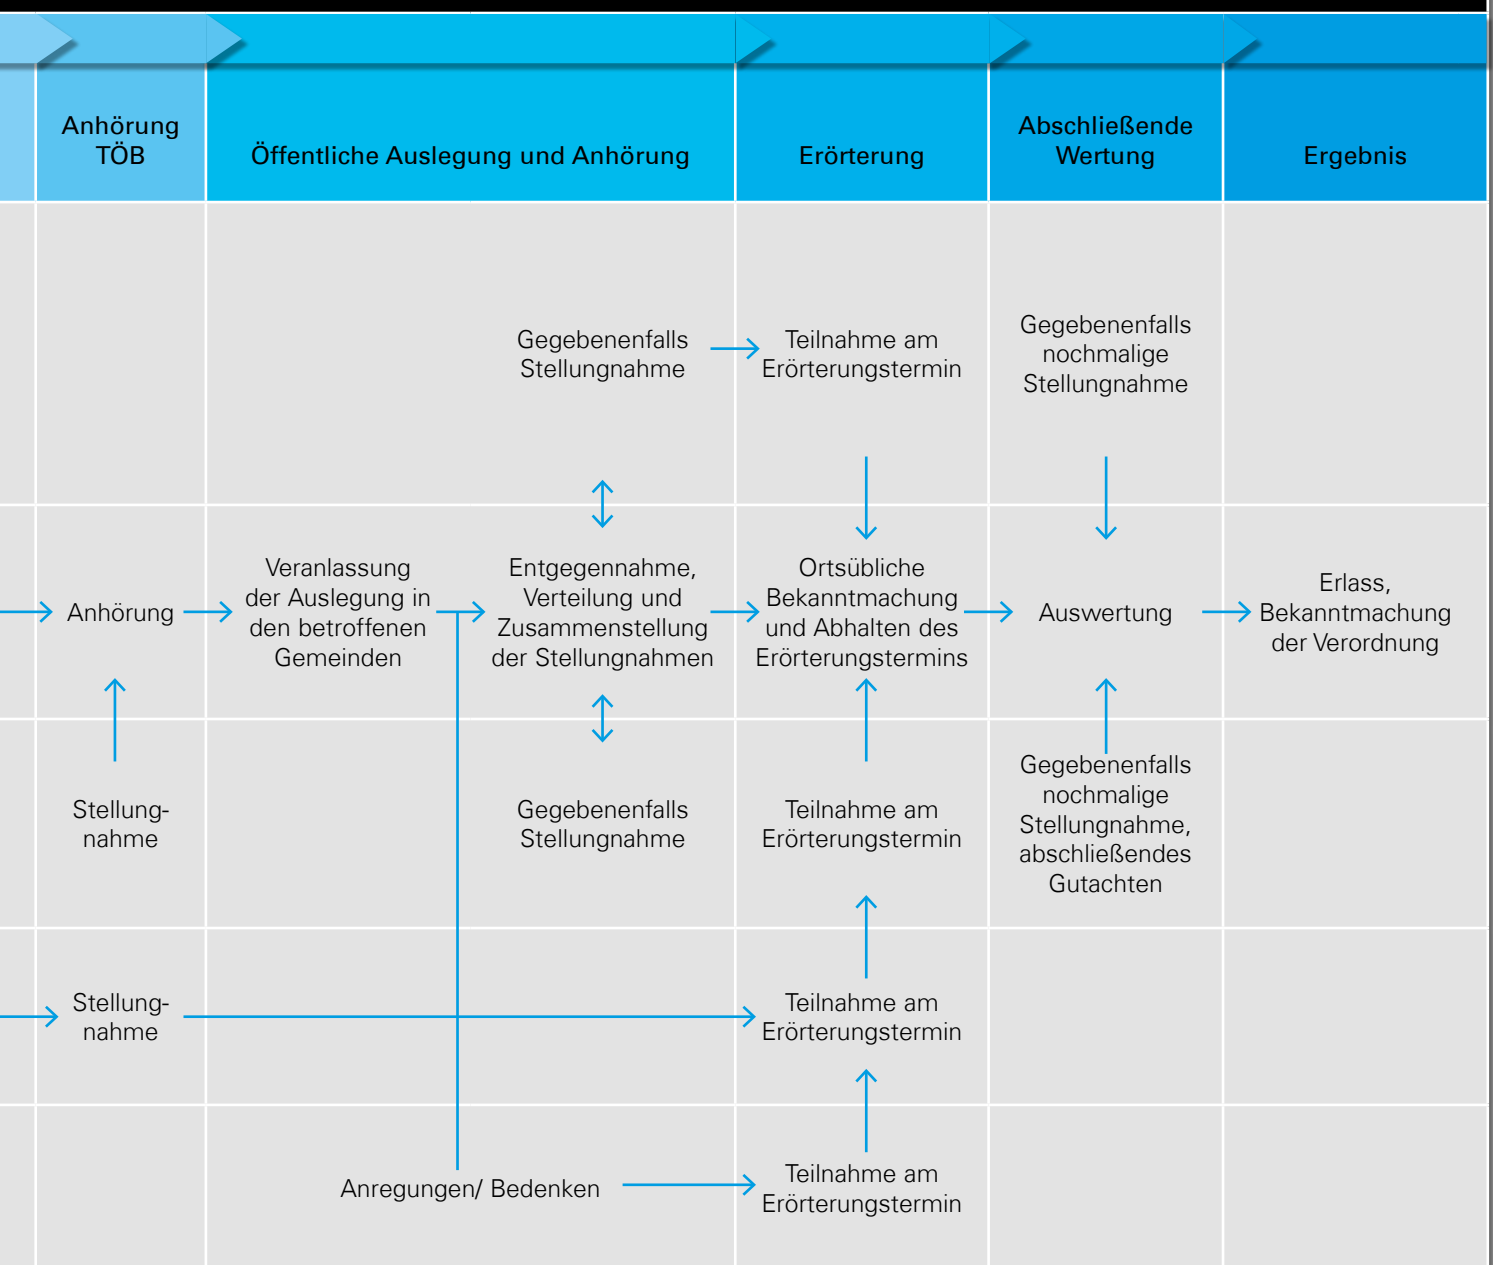 Anhörung
TÖB
Öffentliche Auslegung und Anhörung
Erörterung
Abschließende
Wertung
Ergebnis
Gegebenenfalls
Stellungnahme
Teilnahme am
Erörterungstermin
Gegebenenfalls
nochmalige
Stellungnahme
Anhörung
Veranlassung
der Auslegung in
den betroffenen
Gemeinden
Entgegennahme,
Verteilung und
Zusammenstellung
der Stellungnahmen
Ortsübliche
Bekanntmachung
und Abhalten des
Erörterungstermins
Auswertung
Erlass,
Bekanntmachung
der Verordnung
Stellung-
nahme
Gegebenenfalls
Stellungnahme
Teilnahme am
Erörterungstermin
Gegebenenfalls
nochmalige
Stellungnahme,
abschließendes
Gutachten
Stellung-
nahme
Teilnahme am
Erörterungstermin
Anregungen/ Bedenken
Teilnahme am
Erörterungstermin